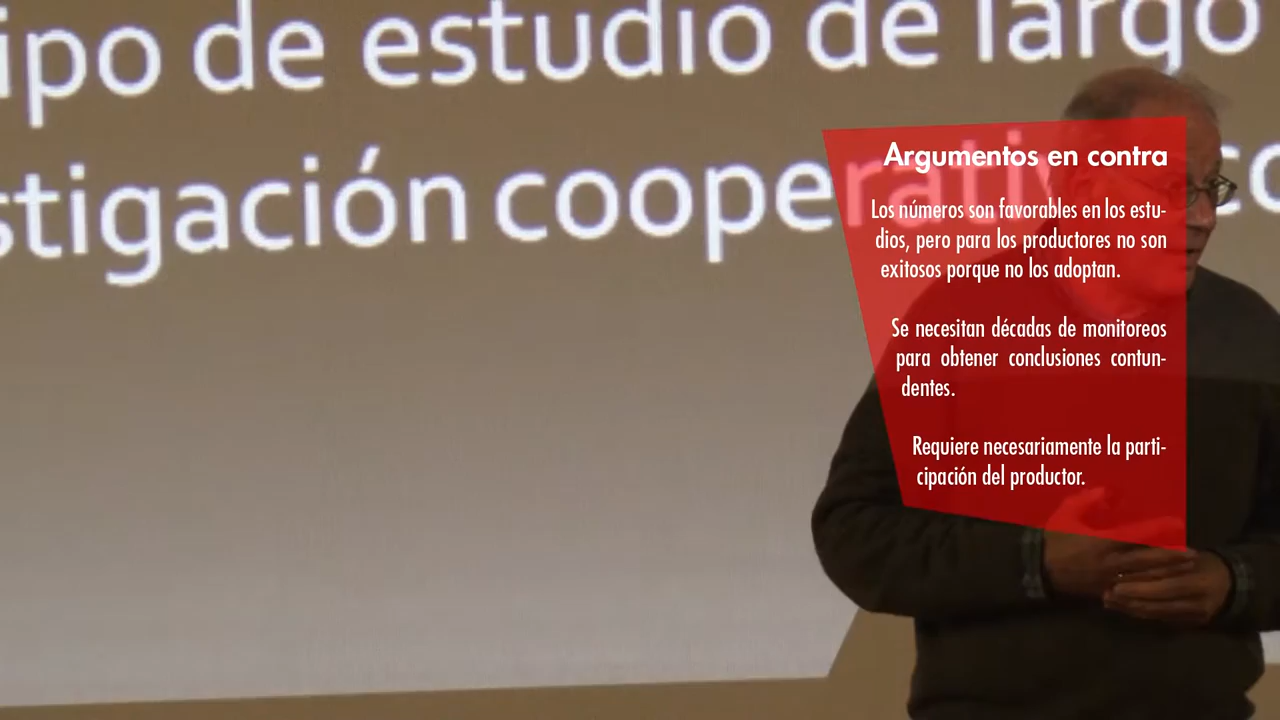 ipo de estudio de largo
stigación cooperativ co
Argumentos en contra
Los números son favorables en los estu-
dios, pero para los productores no son
exitosos porque no los adoptan.
Se necesitan décadas de monitoreos
para obtener conclusiones contun-
dentes.
Requiere necesariamente la parti-
cipación del productor.